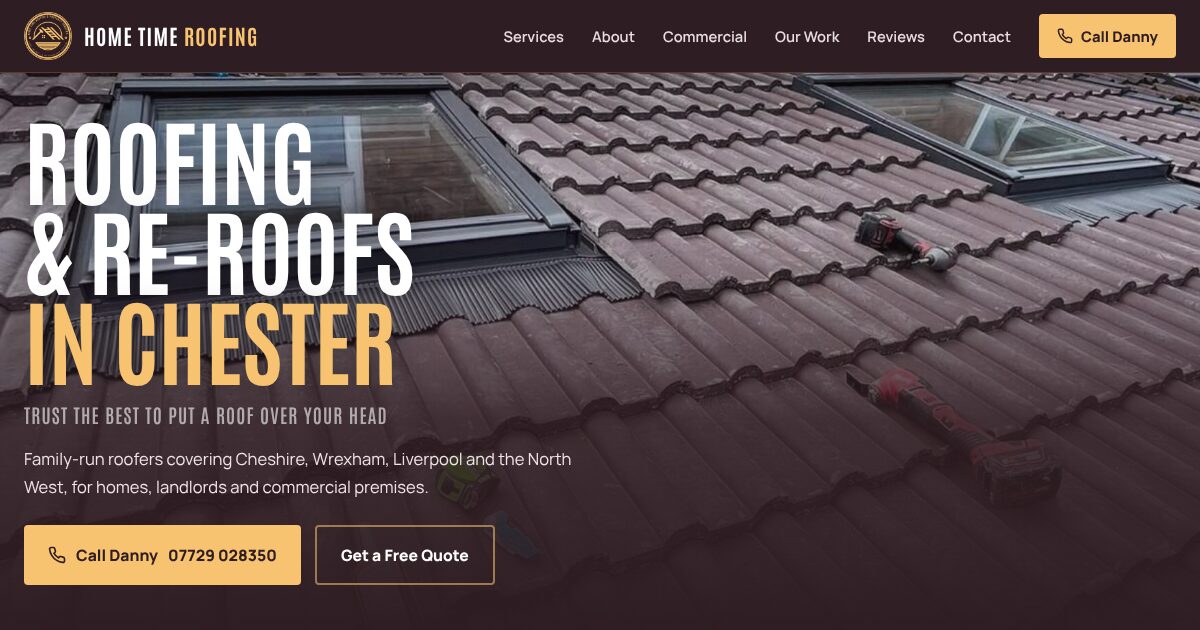 HOME TIME ROOFING
Services
About
Commercial
Our Work
Reviews
Contact
Call Danny
ROOFING
& RE-ROOFS
IN CHESTER
TRUST THE BEST TO PUT A ROOF OVER YOUR HEAD
Family-run roofers covering Cheshire, Wrexham, Liverpool and the North
West, for homes, landlords and commercial premises.
Call Danny 07729 028350
Get a Free Quote